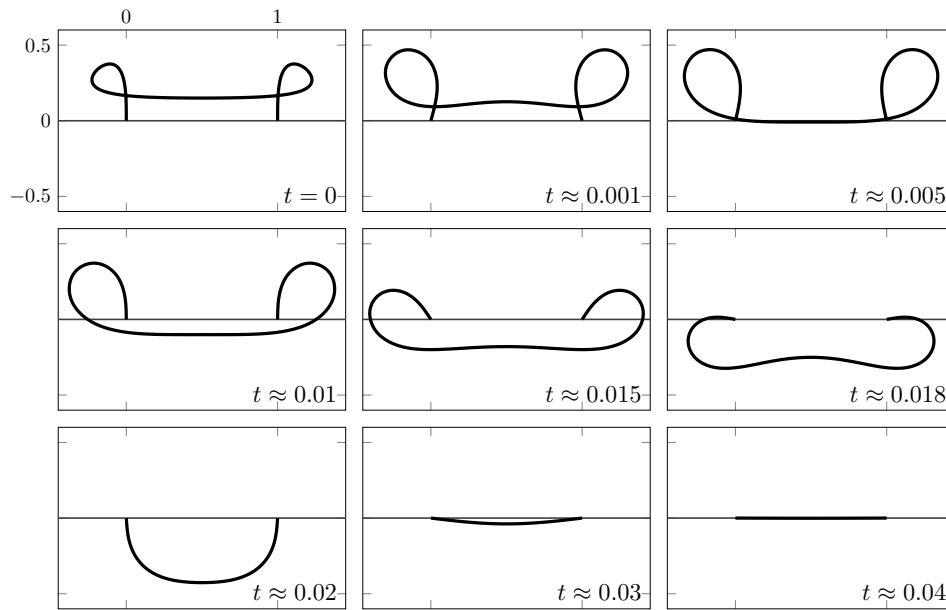 0 1
0.5
0
−0.5
t = 0
t ≈ 0.001
t ≈ 0.005
t ≈ 0.01
t ≈ 0.015
t ≈ 0.018
t ≈ 0.02
t ≈ 0.03
t ≈ 0.04